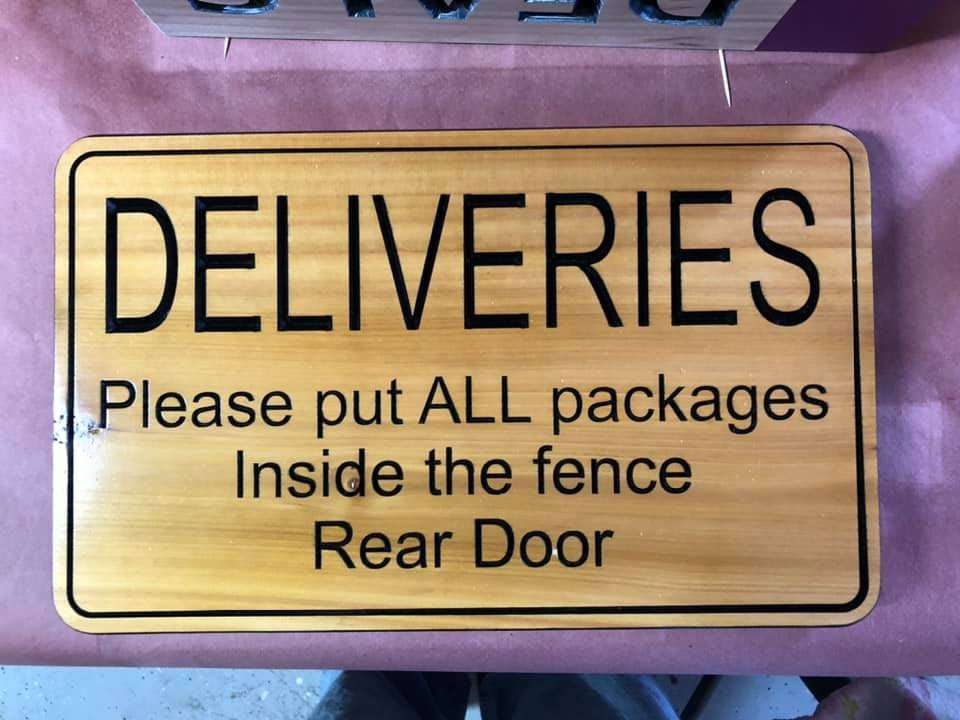 DELIVERIES
Please put ALL packages
Inside the fence
Rear Door